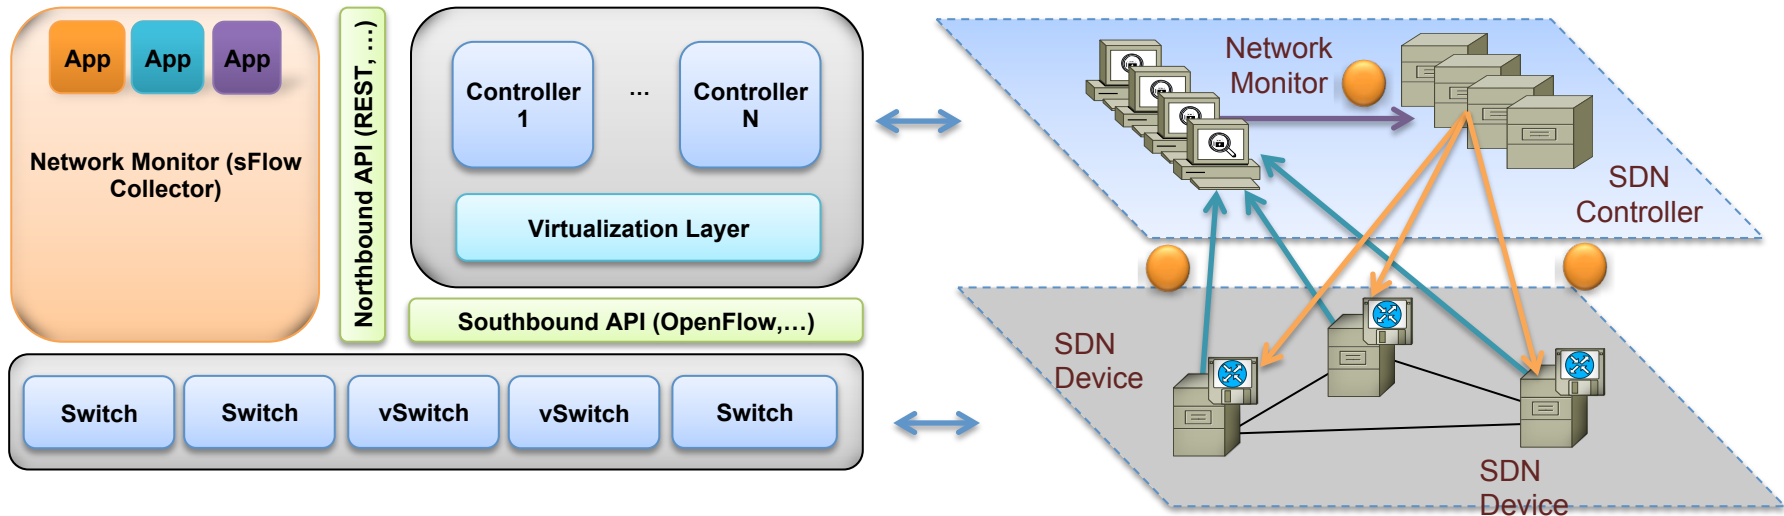 App
App
App
Network Monitor (sFlow
Collector)
Northbound API (REST, ...)
Controller
1
...
Controller
N
Virtualization Layer
Southbound API (OpenFlow,...)
Switch
Switch
vSwitch
vSwitch
Switch
Network
Monitor
SDN
Controller
SDN
Device
SDN
Device